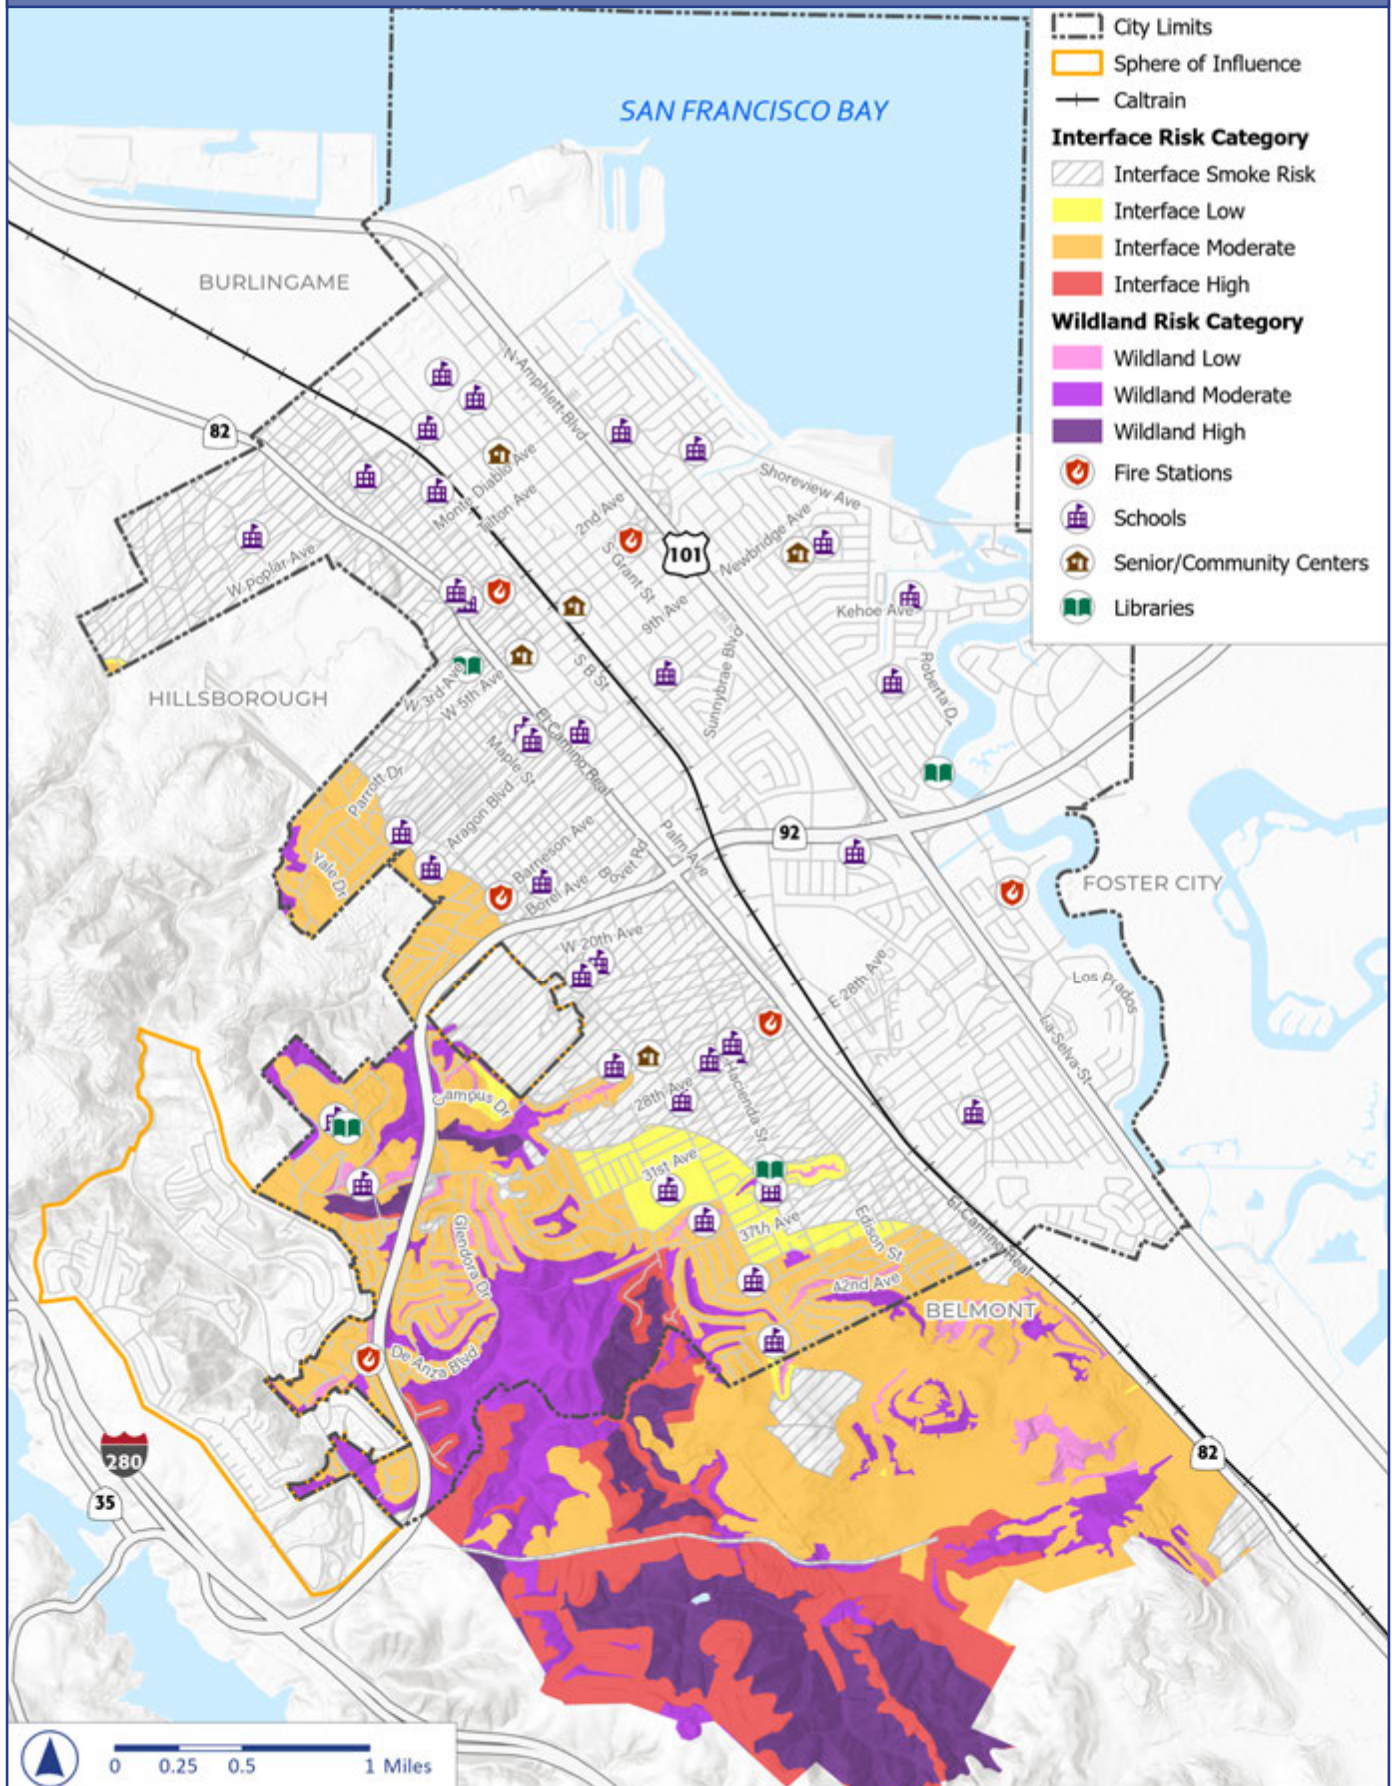 City Limits
Sphere of Influence
Caltrain
Interface Risk Category
Interface Smoke Risk
Interface Low
Interface Moderate
Interface High
Wildland Risk Category
Wildland Low
Wildland Moderate
Wildland High
Fire Stations
Schools
Senior/Community Centers
Libraries
SAN FRANCISCO BAY
BURLINGAME
N Amphlett Blvd
82
Shoreview Ave
Monte Diablo Ave
Tilton Ave
2nd Ave
101
Newbridge Ave
S Grant St
W Poplar Ave
9th Ave
Kehoe Ave
HILLSBOROUGH
W 3rd Ave
W 5th Ave
S B St
Sunnybrae Blvd
Roberta D
El Camino Real
Maple St
Parrott Dr
Aragon Blvd
Barneson Ave
Bovet Rd
Palm Ave
92
Yale Dr
Borel Ave
FOSTER CITY
W 20th Ave
E 28th Ave
Los Prados
La Selva St
Campus Dr
28th Ave
Hacienda St
31st Ave
37th Ave
Edison St
El Camino Real
Glendora Dr
42nd Ave
BELMONT
De Anza Blvd
280
35
82
0 0.25 0.5 1 Miles